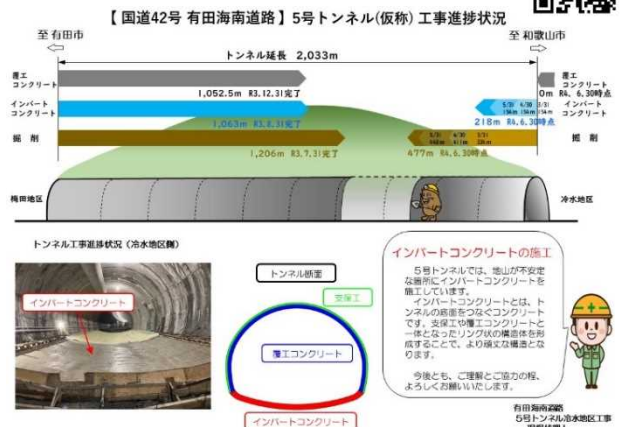 【 国道42号 有田海南道路 】 5号トンネル(仮称) 工事進捗状況
至 有田市
至 和歌山市
トンネル延長 2,033m
覆工
コンクリート
1,052.5m R3.12.31完了
0m R4. 6.30時点
覆工
コンクリート
インバート
コンクリート
1,063m R3.8.31完了
5/31 4/30 3/31
154m 154m 154m
218m R4.6.30時点
インバート
コンクリート
掘 削
1,206m R3.7.31完了
5/31 4/30 3/31
477m R4.6.30時点
掘 削
梅田地区
冷水地区
トンネル工事進捗状況(冷水地区側)
インバートコンクリート
トンネル断面
支保工
覆工コンクリート
インバートコンクリート
インバートコンクリートの施工
5号トンネルでは、地山が不安定
な箇所にインバートコンクリートを
施工しています。
インバートコンクリートとは、ト
ンネルの底面をつなぐコンクリート
です。支保工や覆工コンクリートと
一体となったリング状の構造体を形
成することで、より頑丈な構造とな
ります。
今後とも、ご理解とご協力の程、
よろしくお願いいたします。
有田海南道路
5号トンネル冷水地区工事